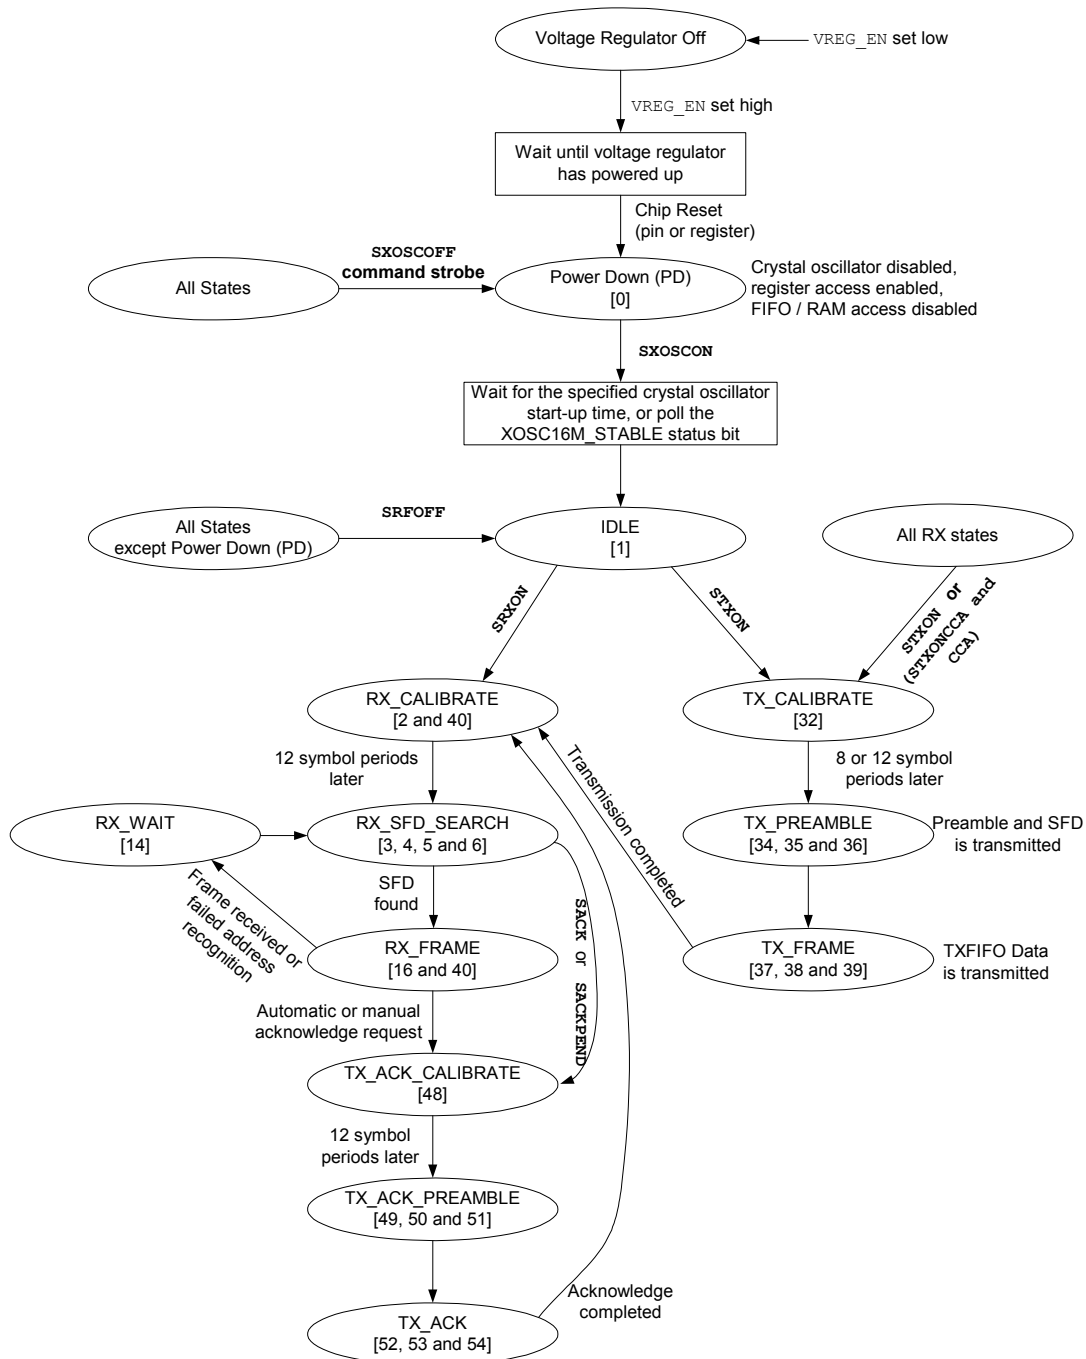 Voltage Regulator Off
VREG_EN set low
VREG_EN set high
Wait until voltage regulator
has powered up
Chip Reset
(pin or register)
SXOSCOFF
command strobe
All States
Power Down (PD)
[0]
Crystal oscillator disabled,
register access enabled,
FIFO / RAM access disabled
SXOSCON
Wait for the specified crystal oscillator
start-up time, or poll the
XOSC16M_STABLE status bit
All States
except Power Down (PD)
SRFOFF
IDLE
[1]
All RX states
SRXON
STXON
STXON or
(STXONCCA and
CCA)
RX_CALIBRATE
[2 and 40]
TX_CALIBRATE
[32]
12 symbol periods
later
Transmission completed
8 or 12 symbol
periods later
RX_WAIT
[14]
RX_SFD_SEARCH
[3, 4, 5 and 6]
TX_PREAMBLE
[34, 35 and 36]
Preamble and SFD
is transmitted
SFD
found
Frame received or
failed address
recognition
SACK or SACKPEND
RX_FRAME
[16 and 40]
TX_FRAME
[37, 38 and 39]
TXFIFO Data
is transmitted
Automatic or manual
acknowledge request
TX_ACK_CALIBRATE
[48]
12 symbol
periods later
TX_ACK_PREAMBLE
[49, 50 and 51]
Acknowledge
completed
TX_ACK
[52, 53 and 54]